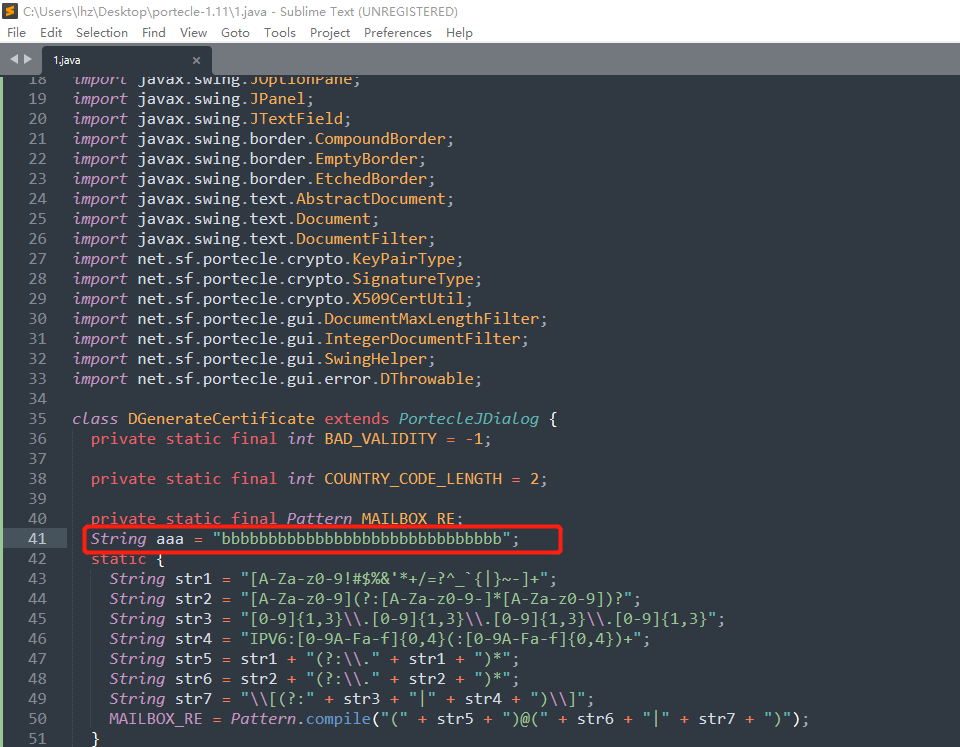 C:\Users\lhz\Desktop\portecle-1.11\1.java - Sublime Text (UNREGISTERED)
File Edit Selection Find View Goto Tools Project Preferences Help
1.java ×
18 import javax.swing.JOptionPane;
19 import javax.swing.JPanel;
20 import javax.swing.JTextField;
21 import javax.swing.border.CompoundBorder;
22 import javax.swing.border.EmptyBorder;
23 import javax.swing.border.EtchedBorder;
24 import javax.swing.text.AbstractDocument;
25 import javax.swing.text.Document;
26 import javax.swing.text.DocumentFilter;
27 import net.sf.portecle.crypto.KeyPairType;
28 import net.sf.portecle.crypto.SignatureType;
29 import net.sf.portecle.crypto.X509CertUtil;
30 import net.sf.portecle.gui.DocumentMaxLengthFilter;
31 import net.sf.portecle.gui.IntegerDocumentFilter;
32 import net.sf.portecle.gui.SwingHelper;
33 import net.sf.portecle.gui.error.DThrowable;
34
35 class DGenerateCertificate extends PortecleJDialog {
36 private static final int BAD_VALIDITY = -1;
37
38 private static final int COUNTRY_CODE_LENGTH = 2;
39
40 private static final Pattern MAILBOX_RE;
41 String aaa = "bbbbbbbbbbbbbbbbbbbbbbbbbbbbbb";
42 static {
43 String str1 = "[A-Za-z0-9!#$%&'*+/=?^_`{|}~-]+";
44 String str2 = "[A-Za-z0-9](?:[A-Za-z0-9-]*[A-Za-z0-9])?";
45 String str3 = "[0-9]{1,3}\\.[0-9]{1,3}\\.[0-9]{1,3}\\.[0-9]{1,3}";
46 String str4 = "IPV6:[0-9A-Fa-f]{0,4}(:[0-9A-Fa-f]{0,4})+";
47 String str5 = str1 + "(?:\\." + str1 + ")*";
48 String str6 = str2 + "(?:\\." + str2 + ")*";
49 String str7 = "\\[(?:" + str3 + "|" + str4 + ")\\]";
50 MAILBOX_RE = Pattern.compile("(" + str5 + ")@(" + str6 + "|" + str7 + ")");
51 }